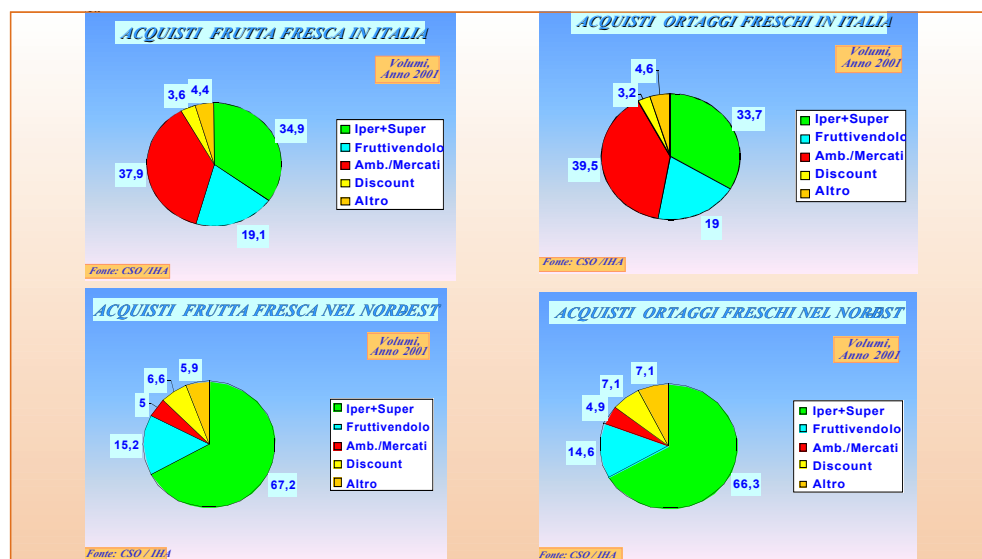 ACQUISTI FRUTTA FRESCA IN ITALIA
Volumi,
Anno 2001
3,6
4,4
34,9
37,9
19,1
Iper+Super
Fruttivendolo
Amb./Mercati
Discount
Altro
Fonte: CSO /IHA
ACQUISTI ORTAGGI FRESCHI IN ITALIA
Volumi,
Anno 2001
4,6
3,2
33,7
39,5
19
Iper+Super
Fruttivendolo
Amb./Mercati
Discount
Altro
Fonte: CSO /IHA
ACQUISTI FRUTTA FRESCA NEL NORD-EST
Volumi,
Anno 2001
5,9
6,6
5
15,2
67,2
Iper+Super
Fruttivendolo
Amb./Mercati
Discount
Altro
Fonte: CSO / IHA
ACQUISTI ORTAGGI FRESCHI NEL NORD-EST
Volumi,
Anno 2001
7,1
7,1
4,9
14,6
66,3
Iper+Super
Fruttivendolo
Amb./Mercati
Discount
Altro
Fonte: CSO / IHA